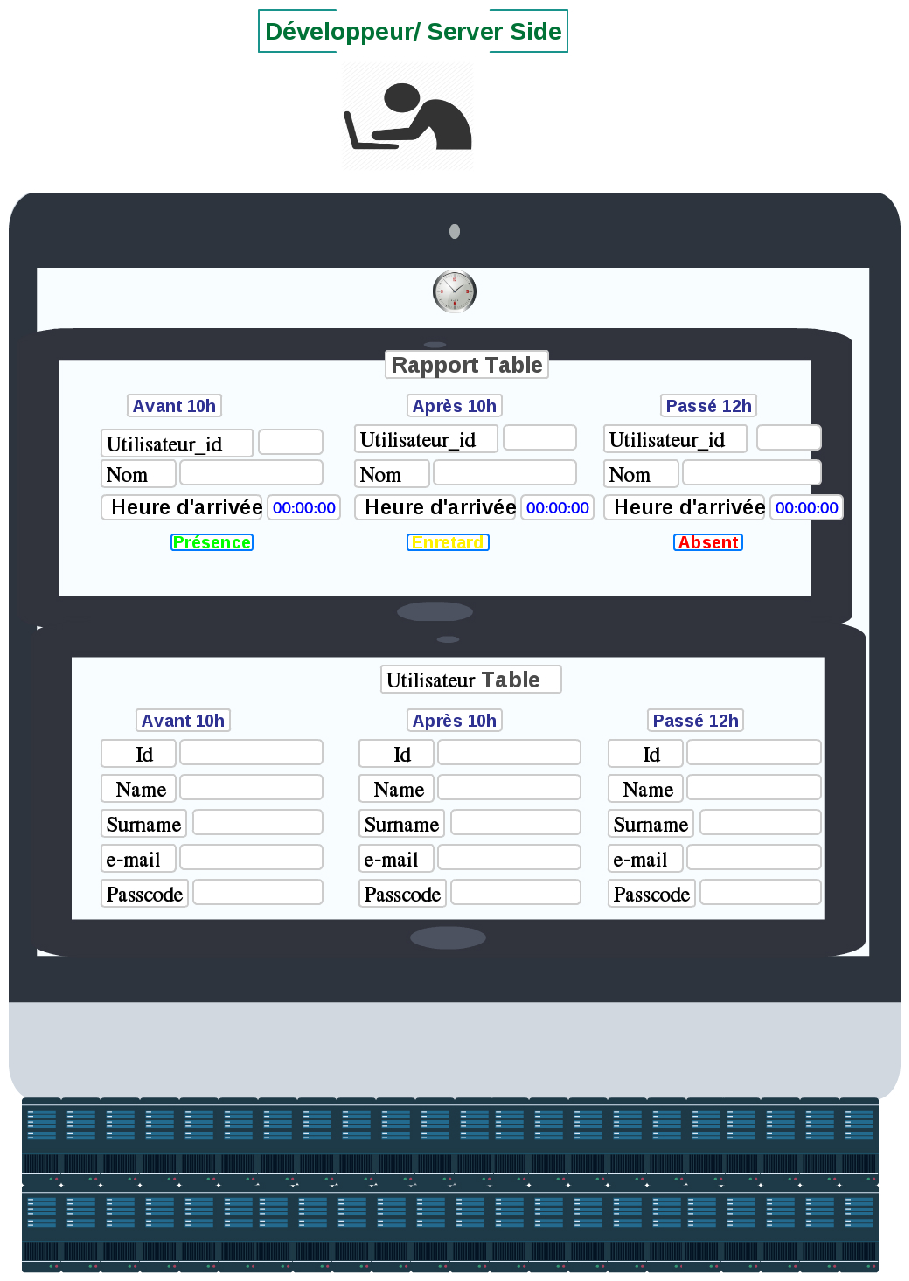 Développeur/ Server Side
Rapport Table
Avant 10h Après 10h Passé 12h
Utilisateur_id Utilisateur_id Utilisateur_id
Nom Nom Nom
Heure d'arrivée 00:00:00 Heure d'arrivée 00:00:00 Heure d'arrivée 00:00:00
Présence Enretard Absent
Utilisateur Table
Avant 10h Après 10h Passé 12h
Id Id Id
Name Name Name
Surname Surname Surname
e-mail e-mail e-mail
Passcode Passcode Passcode